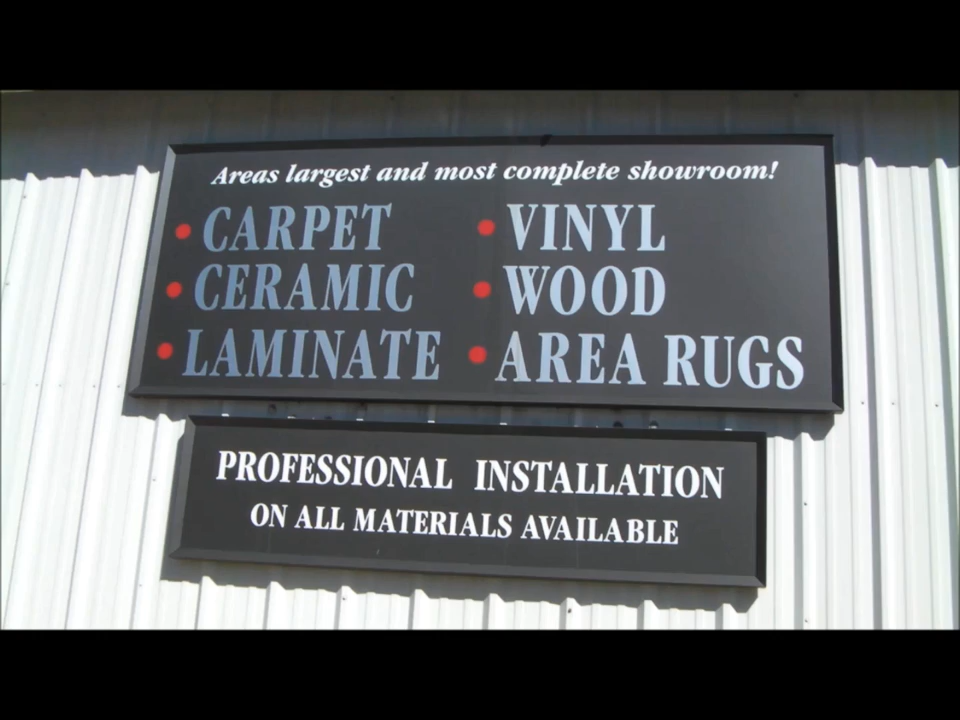 Areas largest and most complete showroom!
• CARPET • VINYL
• CERAMIC • WOOD
• LAMINATE • AREA RUGS
PROFESSIONAL INSTALLATION
ON ALL MATERIALS AVAILABLE